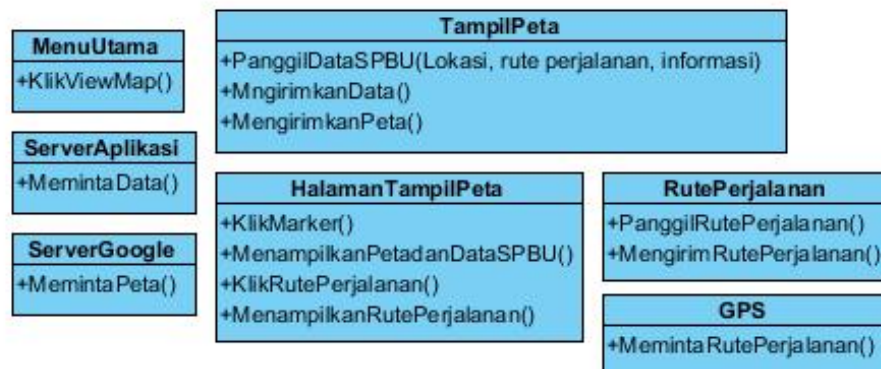 MenuUtama
+KlikViewMap()
TampilPeta
+PanggilDataSPBU(Lokasi, rute perjalanan, informasi)
+MngirimkanData()
+MengirimkanPeta()
ServerAplikasi
+MemintaData()
HalamanTampilPeta
+KlikMarker()
+MenampilkanPetadanDataSPBU()
+KlikRutePerjalanan()
+MenampilkanRutePerjalanan()
RutePerjalanan
+PanggilRutePerjalanan()
+MengirimRutePerjalanan()
ServerGoogle
+MemintaPeta()
GPS
+MemintaRutePerjalanan()